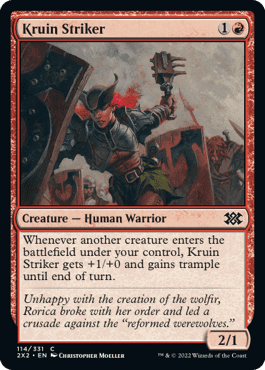 Kruin Striker 1
Creature — Human Warrior
Whenever another creature enters the
battlefield under your control, Kruin
Striker gets +1/+0 and gains trample
until end of turn.
Unhappy with the creation of the wolfir,
Rorica broke with her order and led a
crusade against the “reformed werewolves.”
2/1
114/331 C
2X2 • EN Christopher Moeller ™ & © 2022 Wizards of the Coast